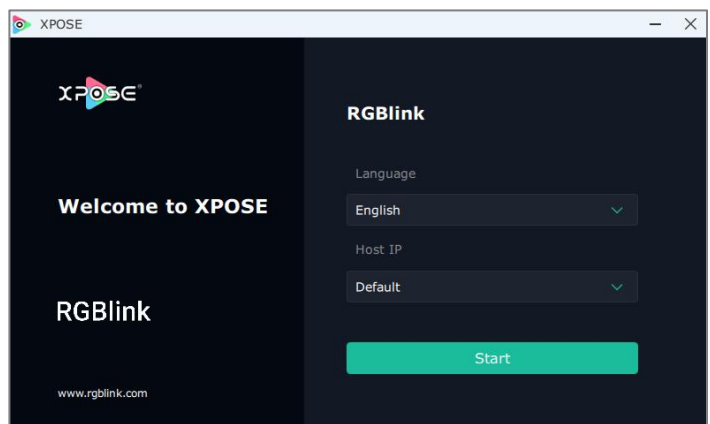 XPOSE
XPOSE®
Welcome to XPOSE
RGBlink
www.rgblink.com
RGBlink
Language
English
Host IP
Default
Start